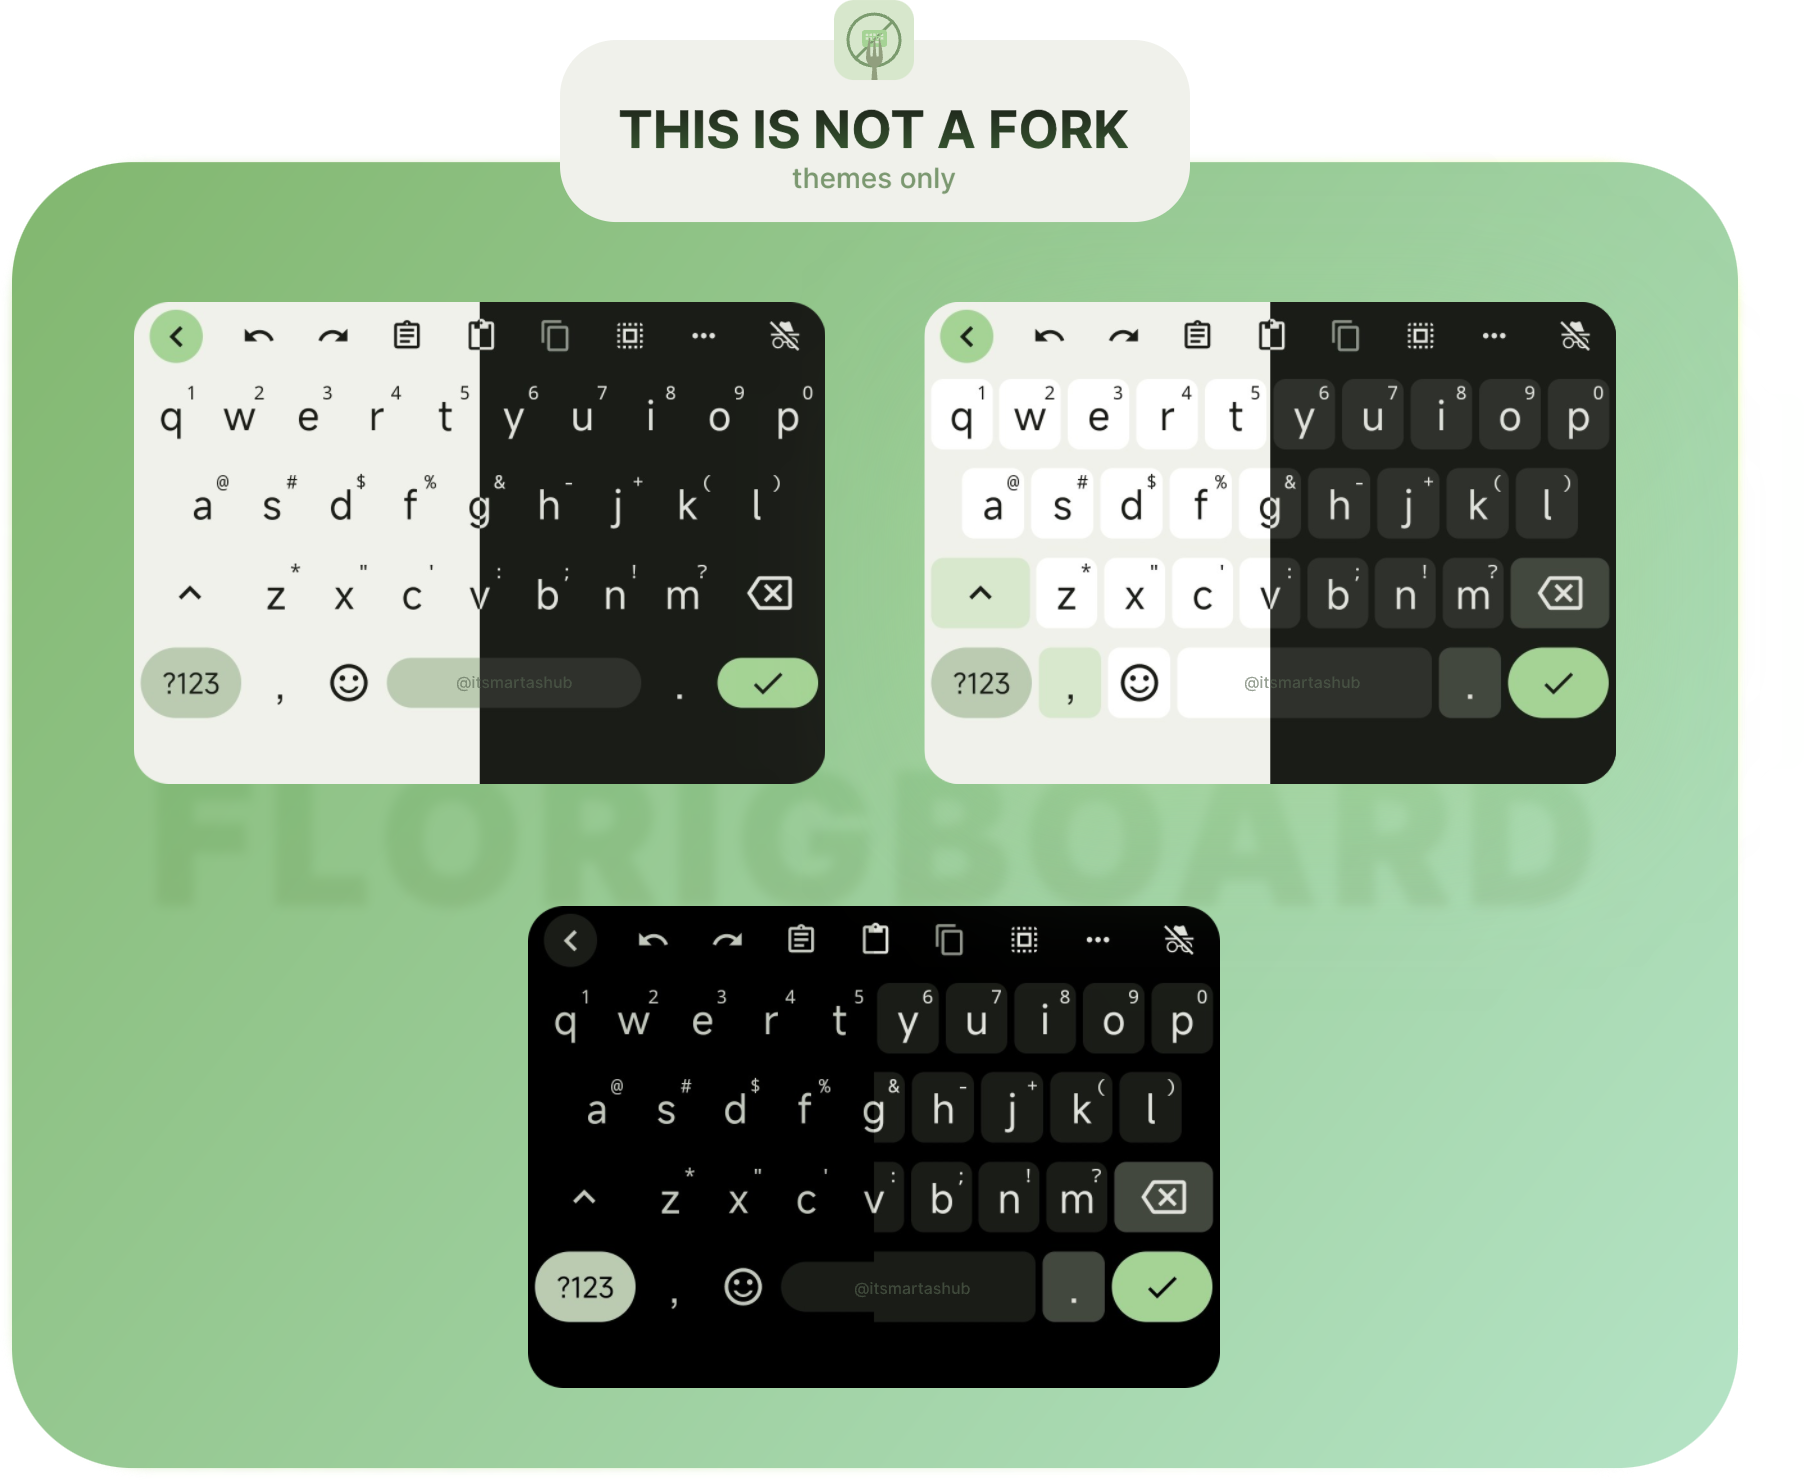 THIS IS NOT A FORK
themes only
1 2 3 4 5 6 7 8 9 0
q w e r t y u i o p
@ # $ % & - + ( )
a s d f g h j k l
* " ' : ; ! ?
z x c v b n m
?123 , @itsmartashub .
1 2 3 4 5 6 7 8 9 0
q w e r t y u i o p
@ # $ % & - + ( )
a s d f g h j k l
* " ' : ; ! ?
z x c v b n m
?123 , @itsmartashub .
FLORIGBOARD
1 2 3 4 5 6 7 8 9 0
q w e r t y u i o p
@ # $ % & - + ( )
a s d f g h j k l
* " ' : ; ! ?
z x c v b n m
?123 , @itsmartashub .